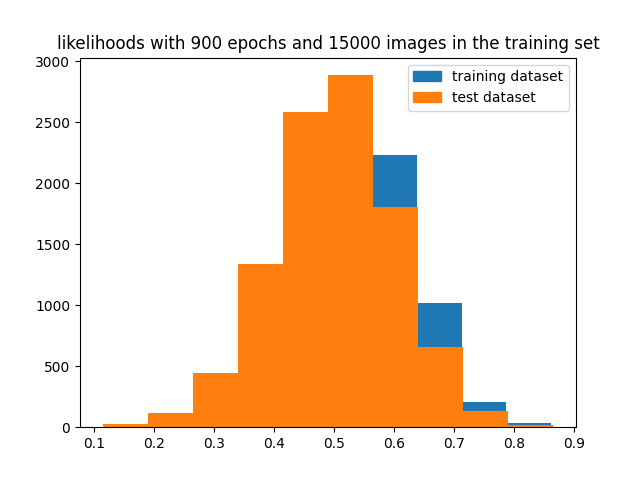 likelihoods with 900 epochs and 15000 images in the training set
3000
2500
2000
1500
1000
500
0
training dataset
test dataset
0.1 0.2 0.3 0.4 0.5 0.6 0.7 0.8 0.9